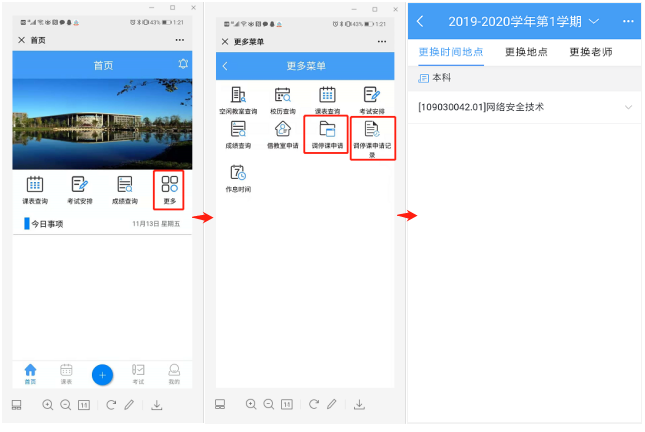 43% 1:21
首页
首页
课表查询 考试安排 成绩查询 更多
今日事项 11月13日 星期五
首页 课表 考试 我的
1:1
43% 1:21
更多菜单
更多菜单
空闲教室查询 校历查询 课表查询 考试安排
成绩查询 借教室申请 调停课申请 调停课申请记
录
7
作息时间
1:1
2019-2020学年第1学期
更换时间地点 更换地点 更换老师
本科
[109030042.01]网络安全技术